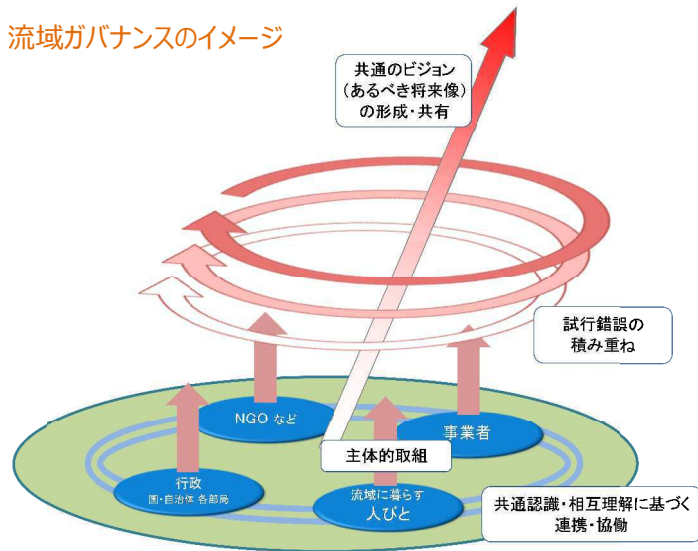 流域ガバナンスのイメージ
共通のビジョン
（あるべき将来像）
の形成・共有
試行錯誤の
積み重ね
NGO など
事業者
主体的取組
行政
国・自治体 各部局
流域に暮らす
人びと
共通認識・相互理解に基づく
連携・協働